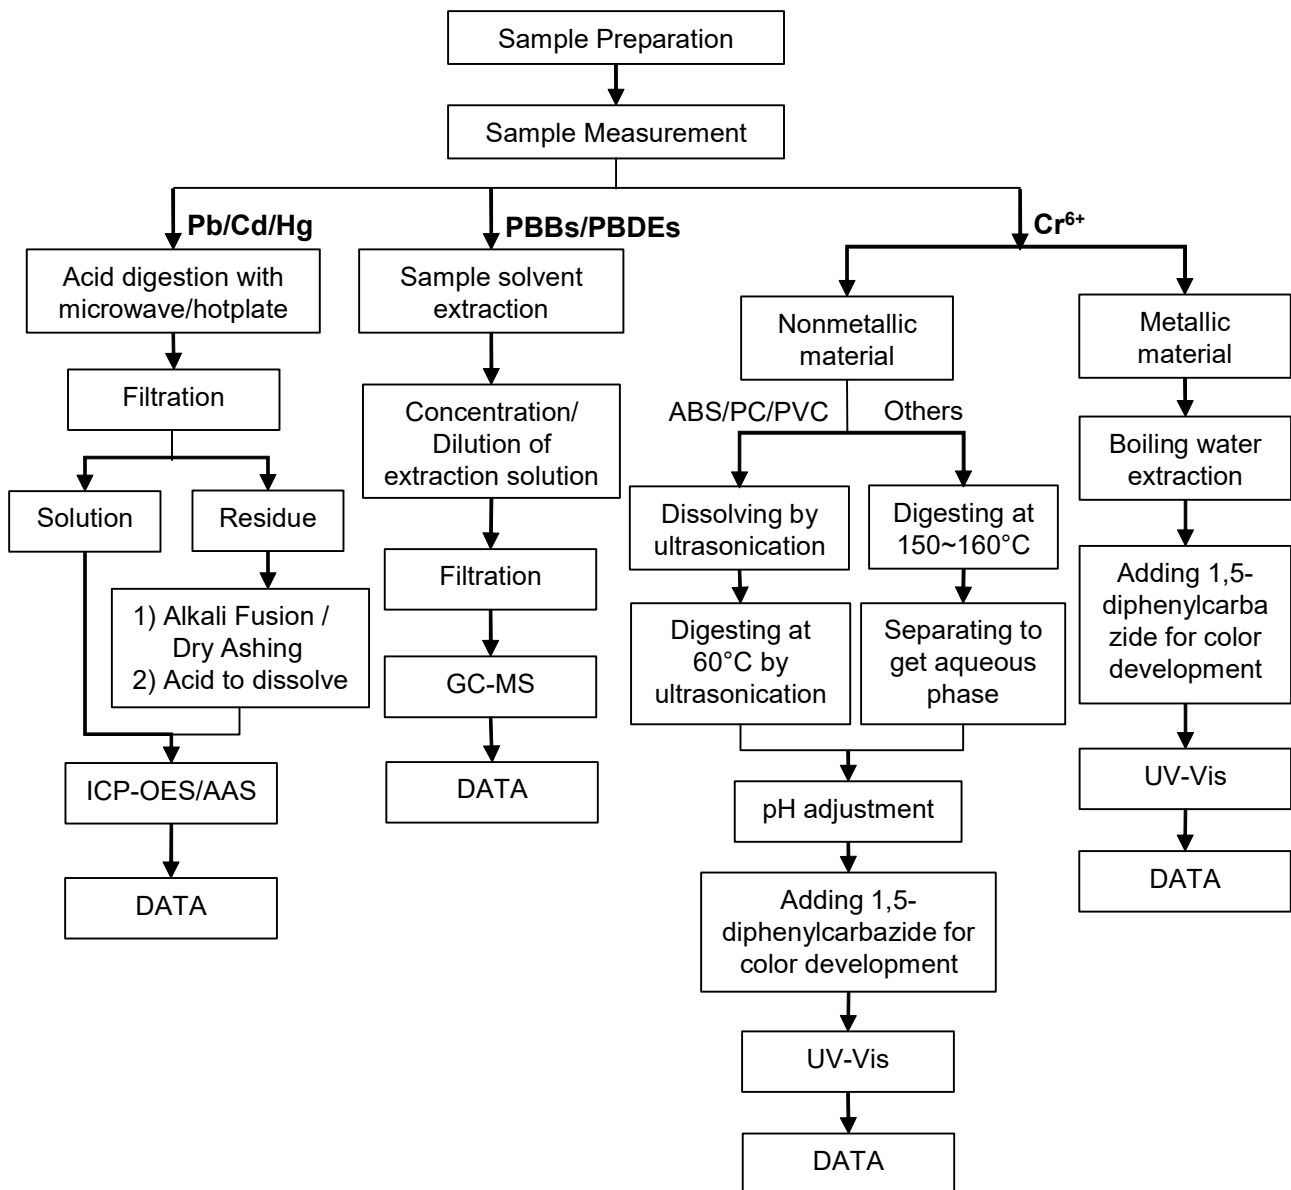 Sample Preparation
Sample Measurement
Pb/Cd/Hg
Acid digestion with
microwave/hotplate
Filtration
Solution
Residue
1) Alkali Fusion /
Dry Ashing
2) Acid to dissolve
ICP-OES/AAS
DATA
PBBs/PBDEs
Sample solvent
extraction
Concentration/
Dilution of
extraction solution
Filtration
GC-MS
DATA
Cr⁶⁺
Nonmetallic
material
ABS/PC/PVC
Others
Dissolving by
ultrasonication
Digesting at
60°C by
ultrasonication
Digesting at
150~160°C
Separating to
get aqueous
phase
pH adjustment
Adding 1,5-
diphenylcarbazide for
color development
UV-Vis
DATA
Metallic
material
Boiling water
extraction
Adding 1,5-
diphenylcarba
zide for color
development
UV-Vis
DATA